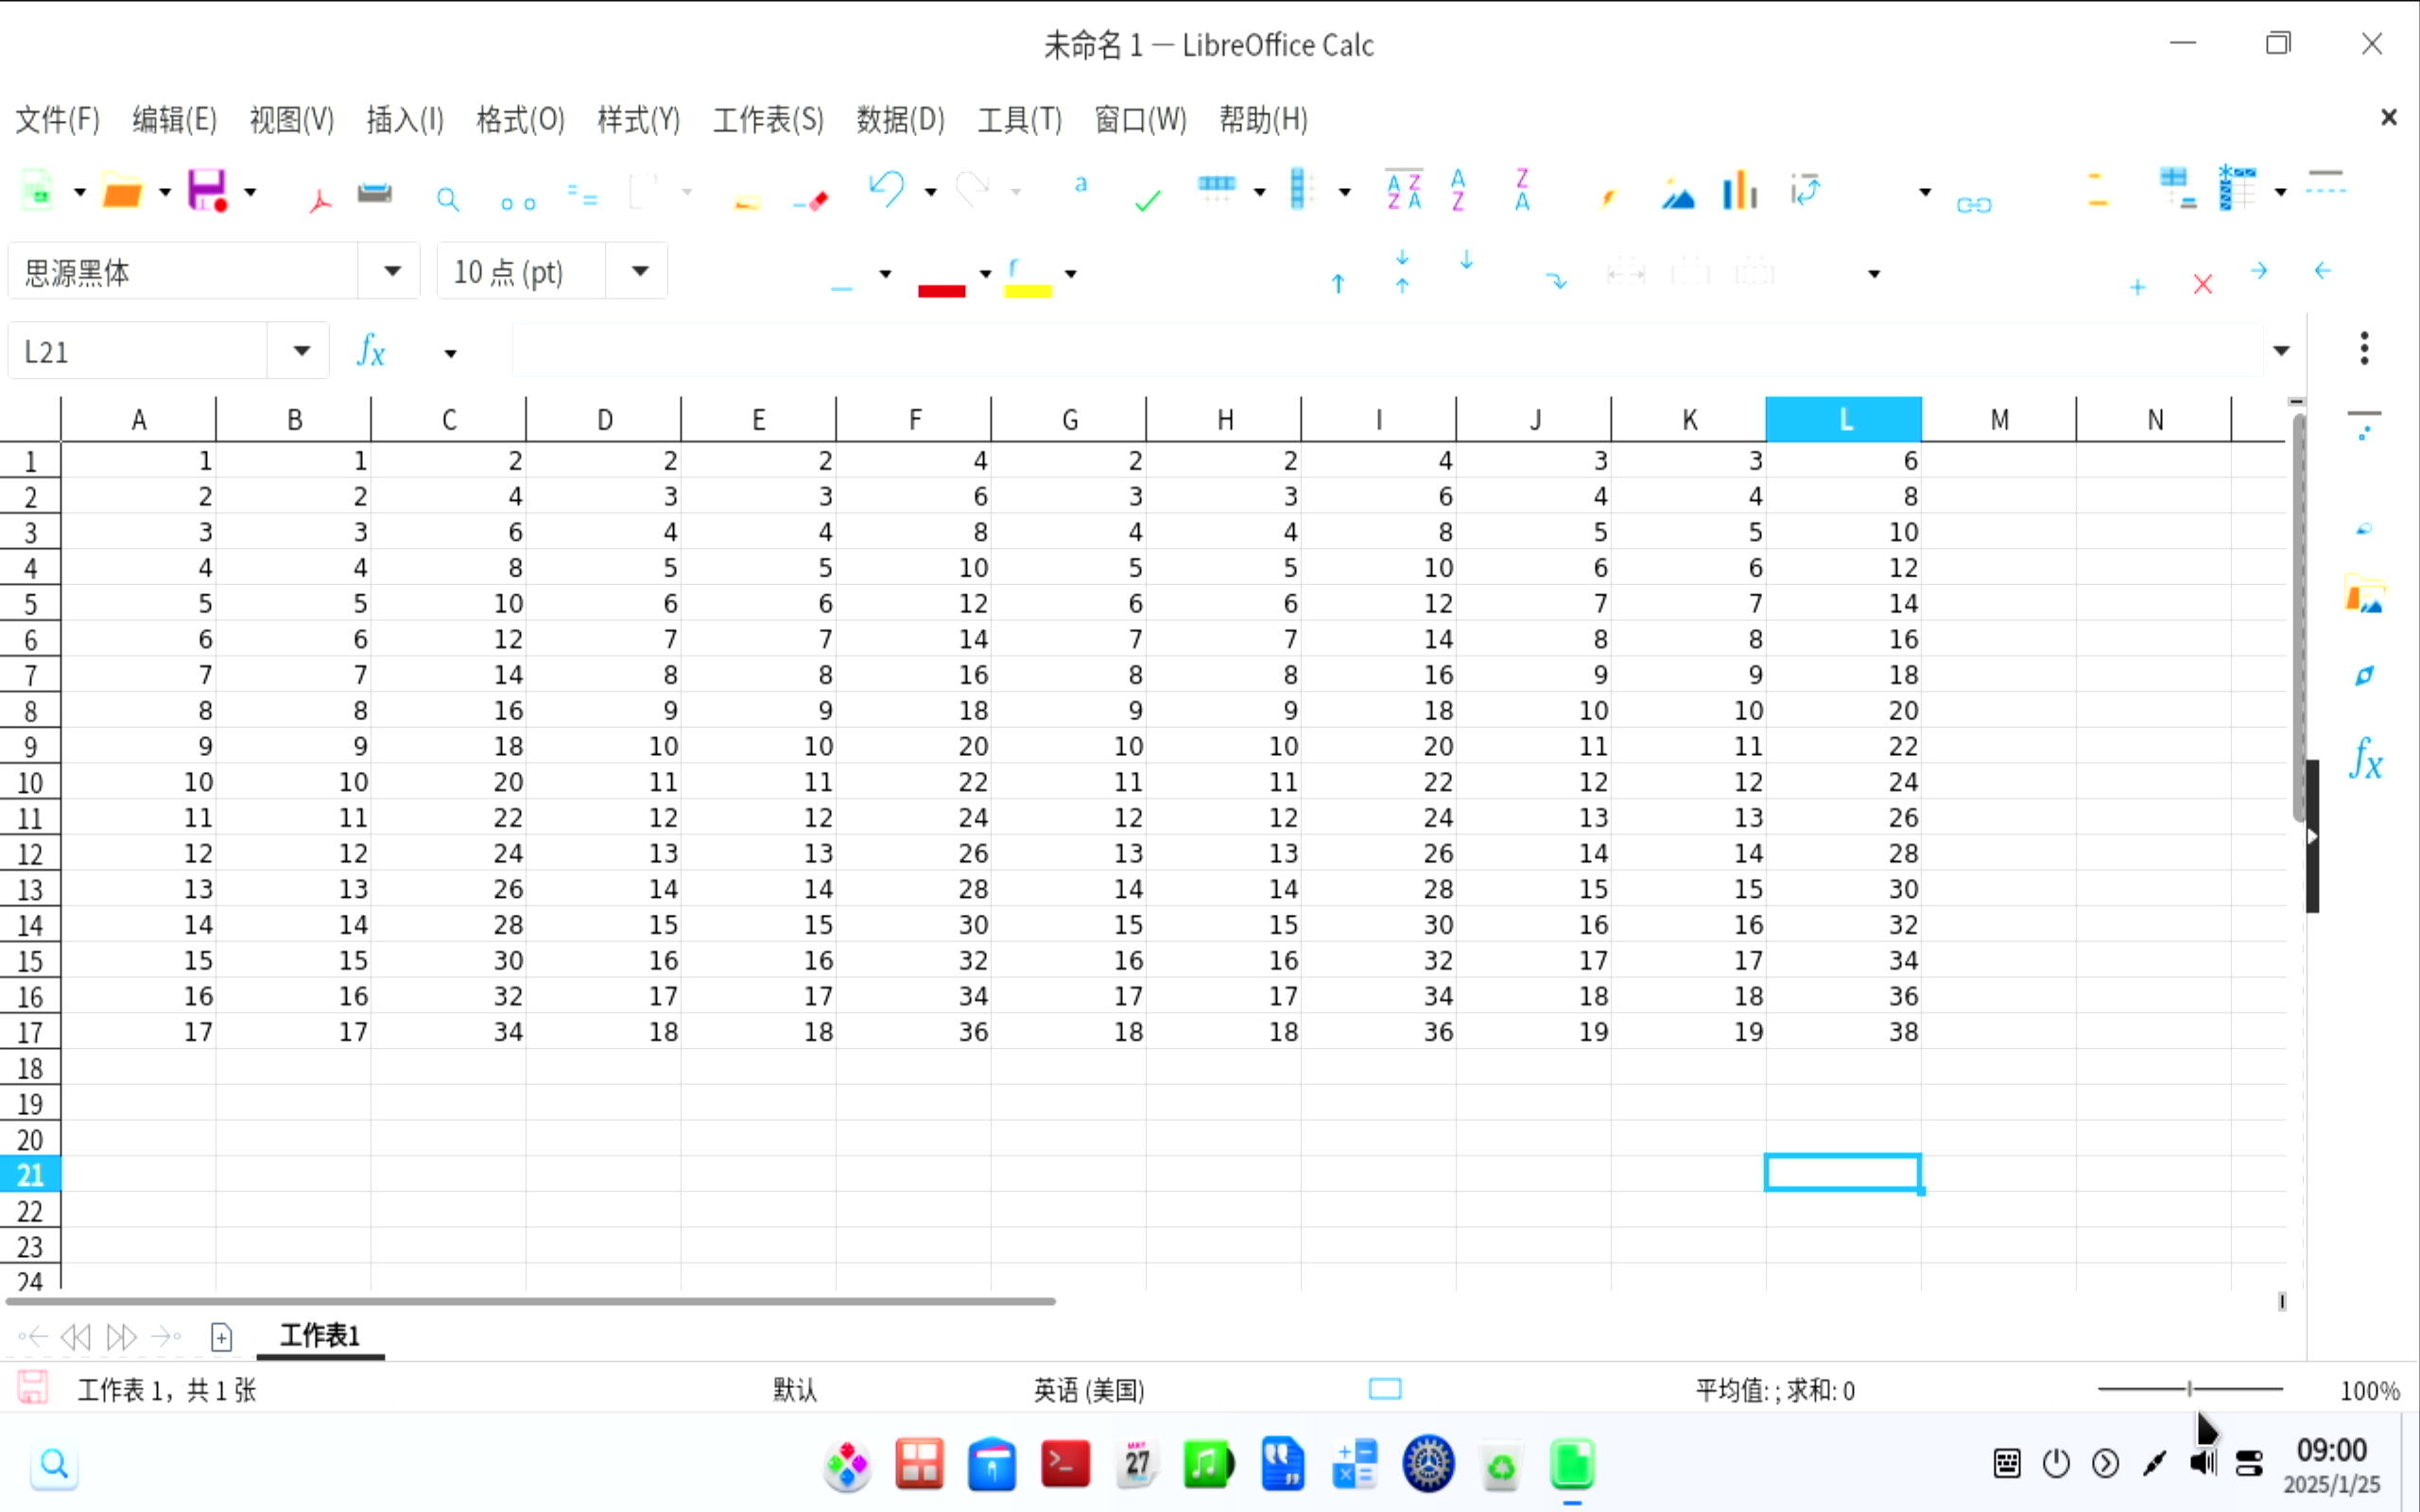 未命名 1 — LibreOffice Calc
文件(F) 编辑(E) 视图(V) 插入(I) 格式(O) 样式(Y) 工作表(S) 数据(D) 工具(T) 窗口(W) 帮助(H)
思源黑体 10 点 (pt)
L21
A B C D E F G H I J K L M N
1 1 1 2 2 2 4 2 2 4 3 3 6
2 2 2 4 3 3 6 3 3 6 4 4 8
3 3 3 6 4 4 8 4 4 8 5 5 10
4 4 4 8 5 5 10 5 5 10 6 6 12
5 5 5 10 6 6 12 6 6 12 7 7 14
6 6 6 12 7 7 14 7 7 14 8 8 16
7 7 7 14 8 8 16 8 8 16 9 9 18
8 8 8 16 9 9 18 9 9 18 10 10 20
9 9 9 18 10 10 20 10 10 20 11 11 22
10 10 10 20 11 11 22 11 11 22 12 12 24
11 11 11 22 12 12 24 12 12 24 13 13 26
12 12 12 24 13 13 26 13 13 26 14 14 28
13 13 13 26 14 14 28 14 14 28 15 15 30
14 14 14 28 15 15 30 15 15 30 16 16 32
15 15 15 30 16 16 32 16 16 32 17 17 34
16 16 16 32 17 17 34 17 17 34 18 18 36
17 17 17 34 18 18 36 18 18 36 19 19 38
18
19
20
21
22
23
24
工作表1
工作表 1，共 1 张 默认 英语 (美国) 平均值: ; 求和: 0 100%
27
09:00
2025/1/25